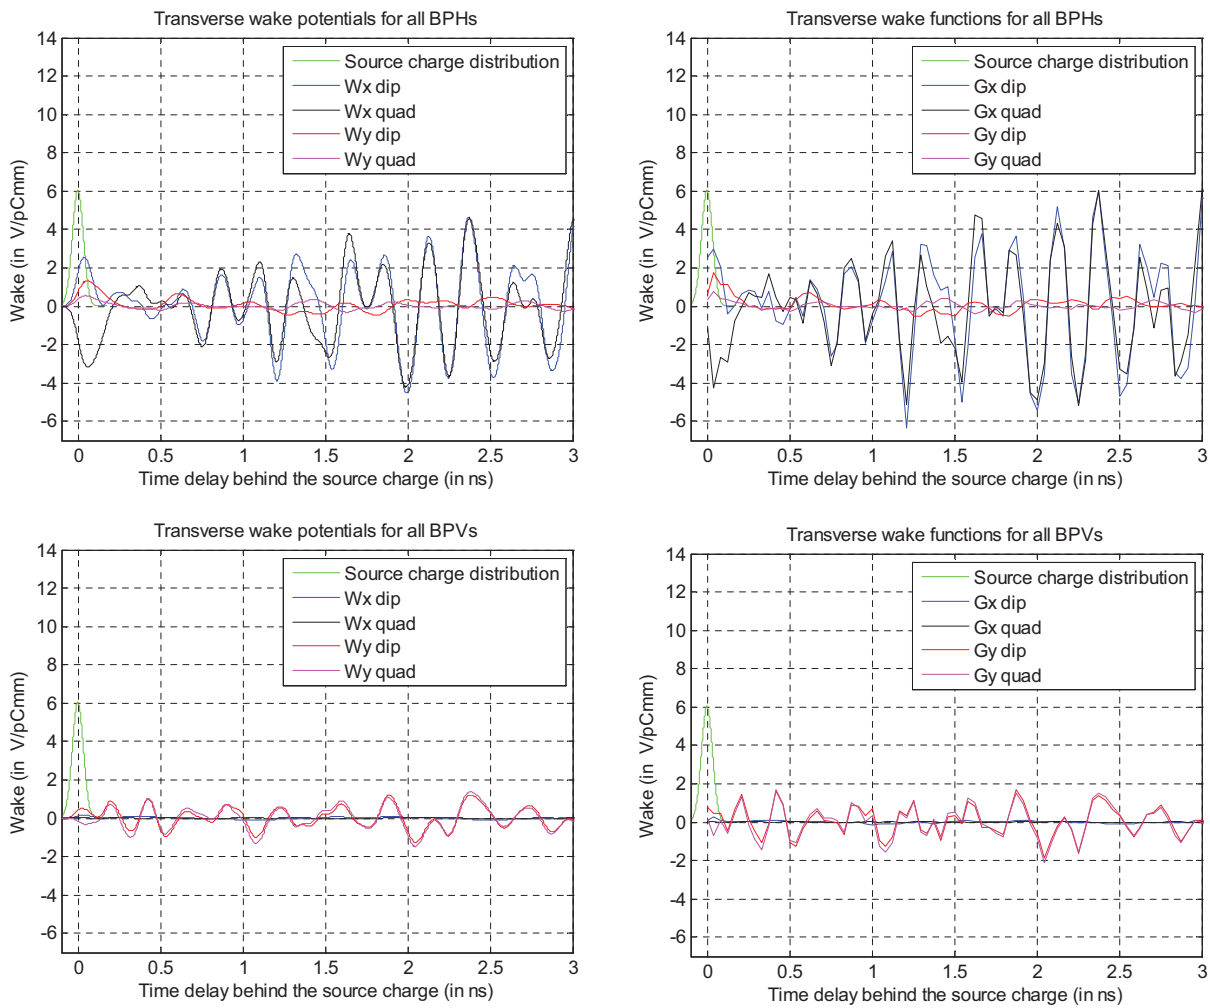 Transverse wake potentials for all BPHs
14
12
10
8
6
4
2
0
-2
-4
-6
Wake (in V/pCmm)
Source charge distribution
Wx dip
Wx quad
Wy dip
Wy quad
0 0.5 1 1.5 2 2.5 3
Time delay behind the source charge (in ns)
Transverse wake functions for all BPHs
14
12
10
8
6
4
2
0
-2
-4
-6
Wake (in V/pCmm)
Source charge distribution
Gx dip
Gx quad
Gy dip
Gy quad
0 0.5 1 1.5 2 2.5 3
Time delay behind the source charge (in ns)
Transverse wake potentials for all BPVs
14
12
10
8
6
4
2
0
-2
-4
-6
Wake (in V/pCmm)
Source charge distribution
Wx dip
Wx quad
Wy dip
Wy quad
0 0.5 1 1.5 2 2.5 3
Time delay behind the source charge (in ns)
Transverse wake functions for all BPVs
14
12
10
8
6
4
2
0
-2
-4
-6
Wake (in V/pCmm)
Source charge distribution
Gx dip
Gx quad
Gy dip
Gy quad
0 0.5 1 1.5 2 2.5 3
Time delay behind the source charge (in ns)